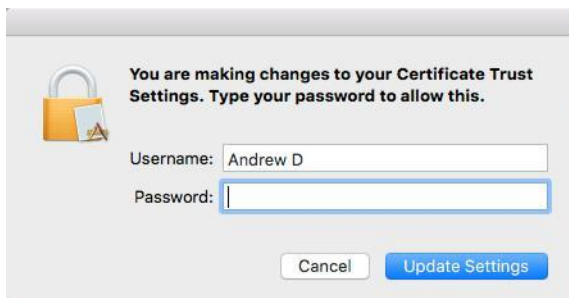 You are making changes to your Certificate Trust
Settings. Type your password to allow this.
Username: Andrew D
Password:
Cancel Update Settings